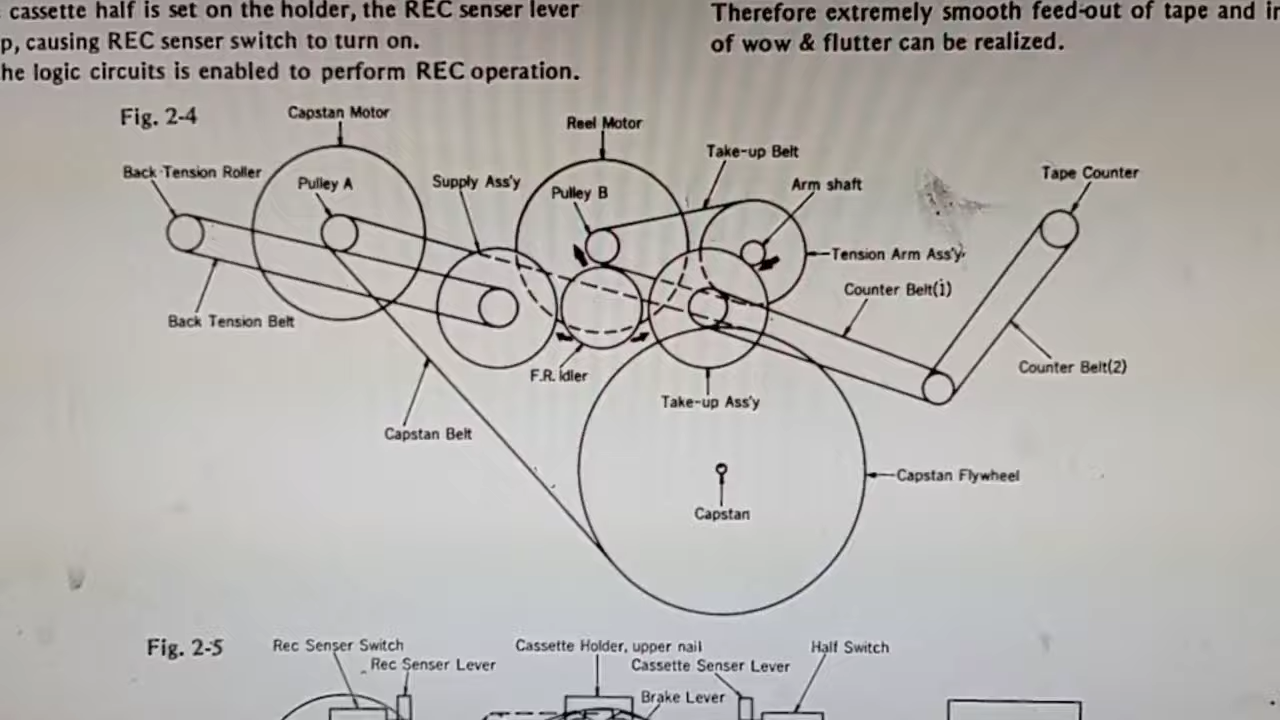 cassette half is set on the holder, the REC senser lever
p, causing REC senser switch to turn on.
he logic circuits is enabled to perform REC operation.
Therefore extremely smooth feed-out of tape and
of wow & flutter can be realized.
Fig. 2-4
Capstan Motor
Reel Motor
Take-up Belt
Back Tension Roller
Pulley A
Supply Ass'y
Pulley B
Arm shaft
Tape Counter
Tension Arm Ass'y
Counter Belt(1)
Back Tension Belt
F.R. Idler
Counter Belt(2)
Take-up Ass'y
Capstan Belt
Capstan Flywheel
Capstan
Fig. 2-5
Rec Senser Switch
Cassette Holder, upper nail
Half Switch
Rec Senser Lever
Cassette Senser Lever
Brake Lever